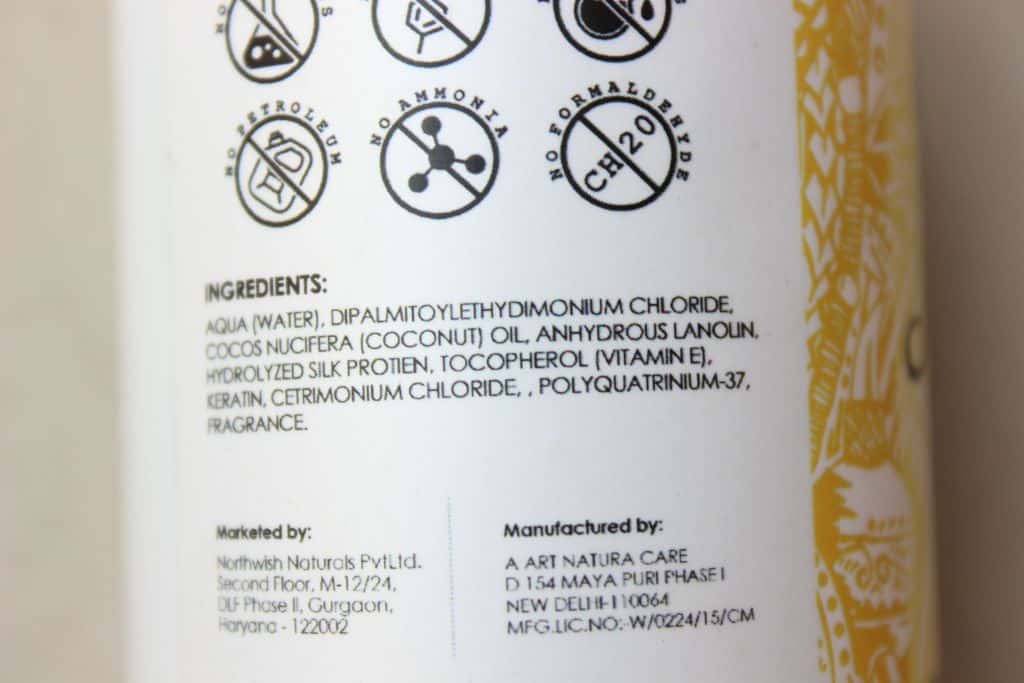 NO PETROLEUM
NO AMMONIA
NO FORMALDEHYDE
CH2O
INGREDIENTS:
AQUA (WATER), DIPALMITOYLETHYDIMONIUM CHLORIDE,
COCOS NUCIFERA (COCONUT) OIL, ANHYDROUS LANOLIN,
HYDROLYZED SILK PROTIEN, TOCOPHEROL (VITAMIN E),
KERATIN, CETRIMONIUM CHLORIDE, , POLYQUATRINIUM-37,
FRAGRANCE.
Marketed by:
Northwish Naturals PvtLtd.
Second Floor, M-12/24,
DLF Phase II, Gurgaon,
Haryana - 122002
Manufactured by:
A ART NATURA CARE
D 154 MAYA PURI PHASE I
NEW DELHI-110064
MFG.LIC.NO:-W/0224/15/CM